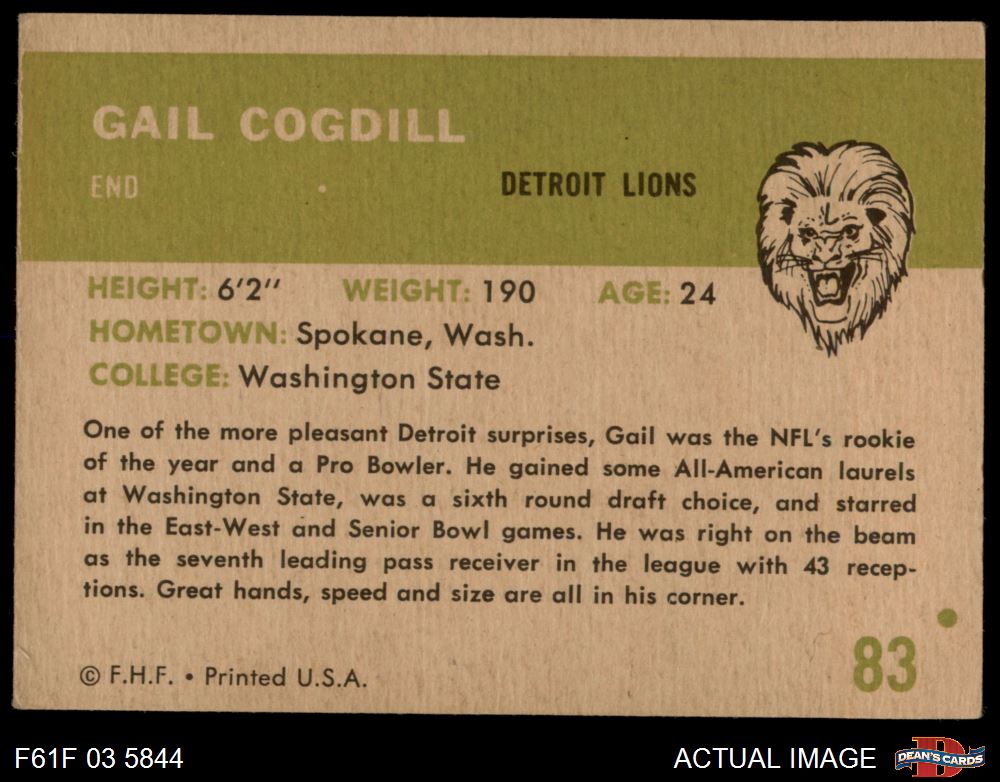 GAIL COGDILL
END
DETROIT LIONS
HEIGHT: 6'2" WEIGHT: 190 AGE: 24
HOMETOWN: Spokane, Wash.
COLLEGE: Washington State
One of the more pleasant Detroit surprises, Gail was the NFL's rookie
of the year and a Pro Bowler. He gained some All-American laurels
at Washington State, was a sixth round draft choice, and starred
in the East-West and Senior Bowl games. He was right on the beam
as the seventh leading pass receiver in the league with 43 recep-
tions. Great hands, speed and size are all in his corner.
© F.H.F. • Printed U.S.A.
83
F61F 03 5844
ACTUAL IMAGE
D
DEAN'S CARDS